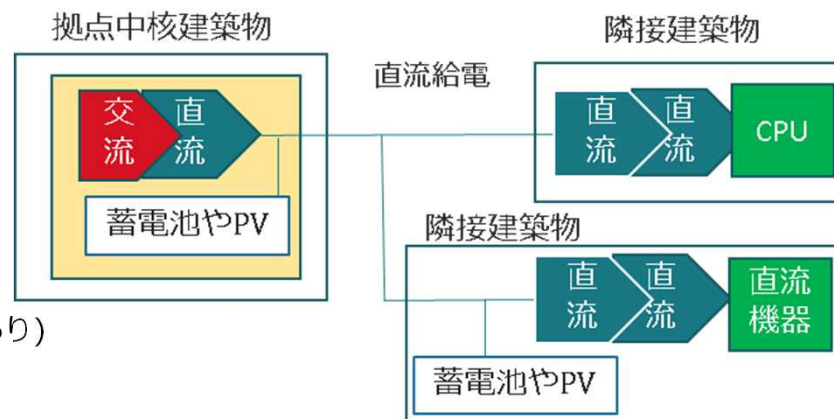 拠点中核建築物
隣接建築物
直流給電
交流
直流
蓄電池やPV
直流
直流
CPU
隣接建築物
直流
直流
直流
機器
蓄電池やPV
り)